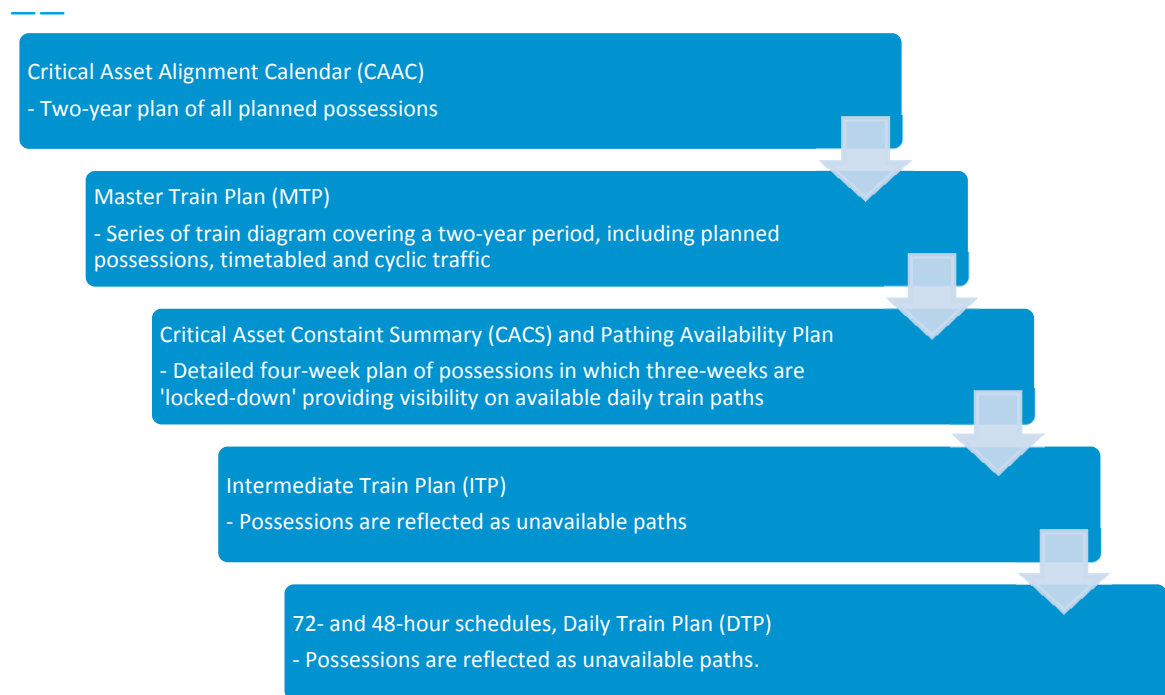 Critical Asset Alignment Calendar (CAAC)
- Two-year plan of all planned possessions
Master Train Plan (MTP)
- Series of train diagram covering a two-year period, including planned
possessions, timetabled and cyclic traffic
Critical Asset Constaint Summary (CACS) and Pathing Availability Plan
- Detailed four-week plan of possessions in which three-weeks are
'locked-down' providing visibility on available daily train paths
Intermediate Train Plan (ITP)
- Possessions are reflected as unavailable paths
72- and 48-hour schedules, Daily Train Plan (DTP)
- Possessions are reflected as unavailable paths.